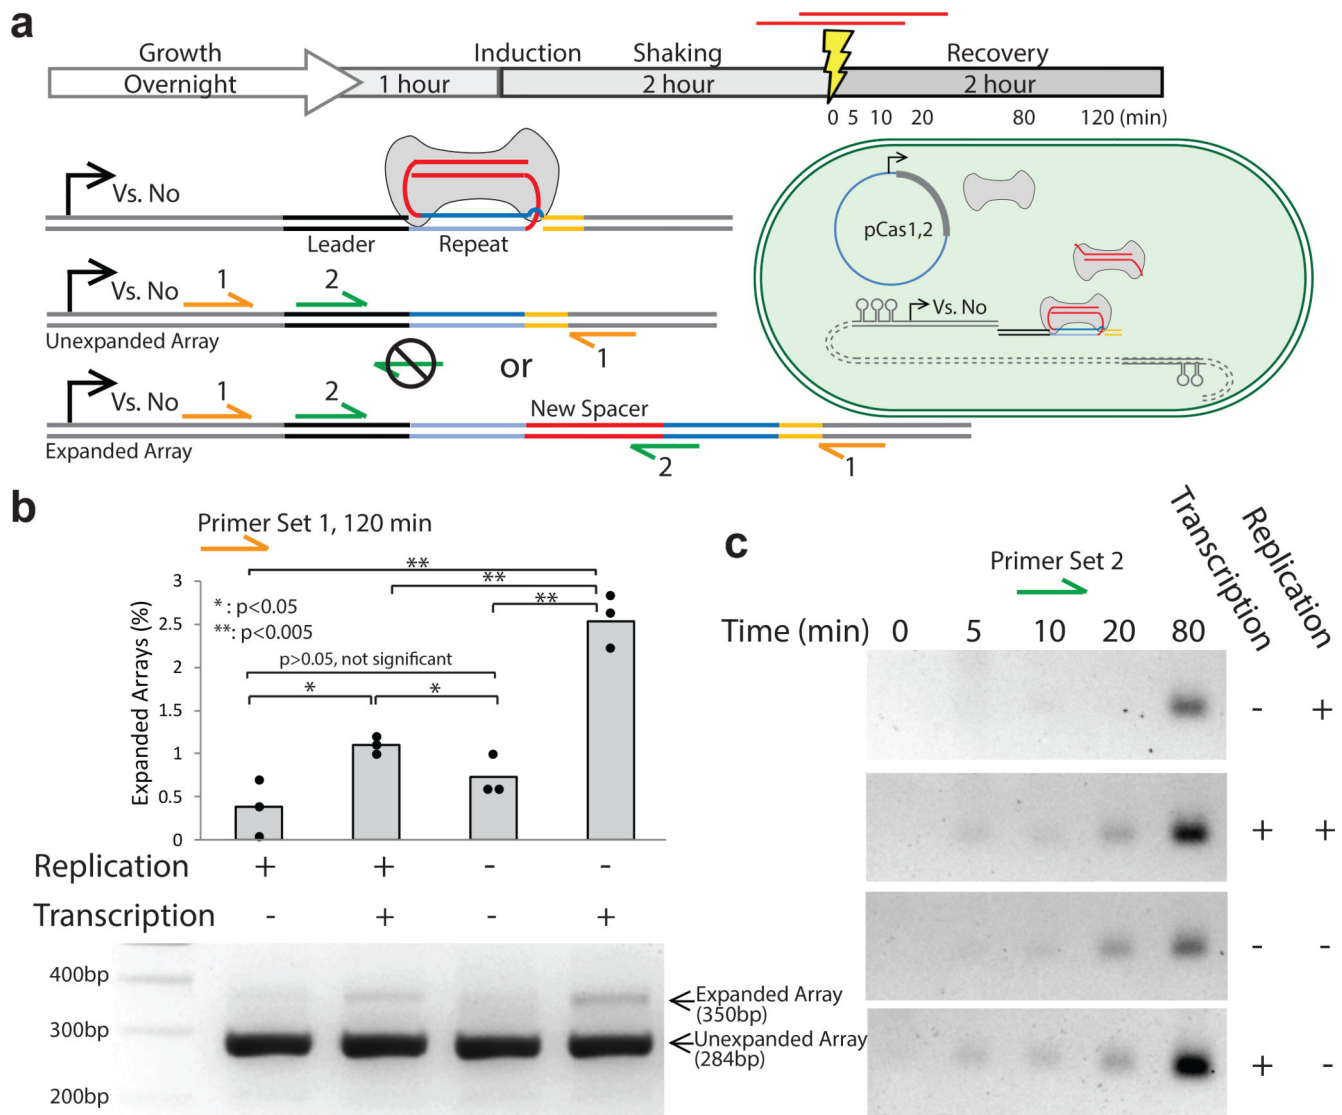 a
Growth
Induction
Shaking
Recovery
Overnight
1 hour
2 hour
2 hour
0 5 10 20 80 120 (min)
Vs. No
Leader
Repeat
pCas1,2
Vs. No
1
2
Vs. No
Unexpanded Array
1
or
1
2
Vs. No
New Spacer
Expanded Array
2
1
b
Primer Set 1, 120 min
**
**
**
* : p<0.05
**: p<0.005
p>0.05, not significant
*
*
Expanded Arrays (%)
3
2.5
2
1.5
1
0.5
0
Replication + + - -
Transcription - + - +
400bp
300bp
200bp
Expanded Array
(350bp)
Unexpanded Array
(284bp)
c
Primer Set 2
Transcription
Replication
Time (min) 0 5 10 20 80
- +
+ +
- -
+ -